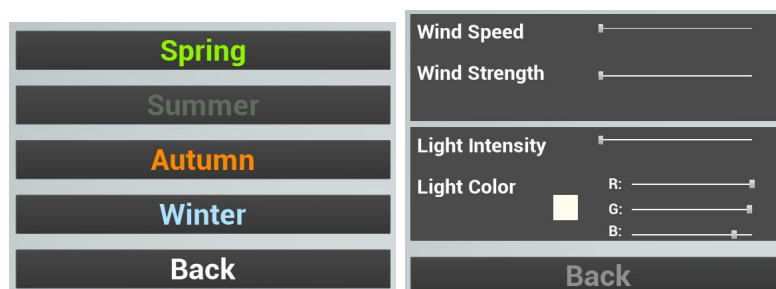 Spring
Summer
Autumn
Winter
Back
Wind Speed
Wind Strength
Light Intensity
Light Color
R:
G:
B:
Back